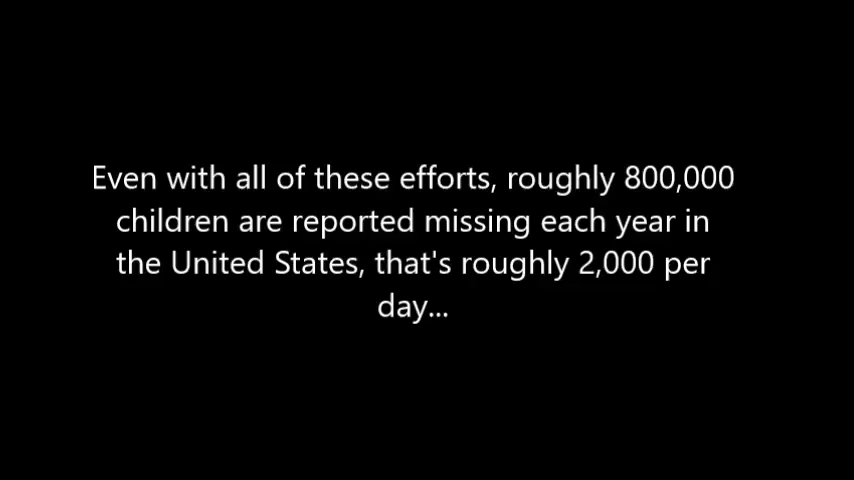 Even with all of these efforts, roughly 800,000
children are reported missing each year in
the United States, that's roughly 2,000 per
day...